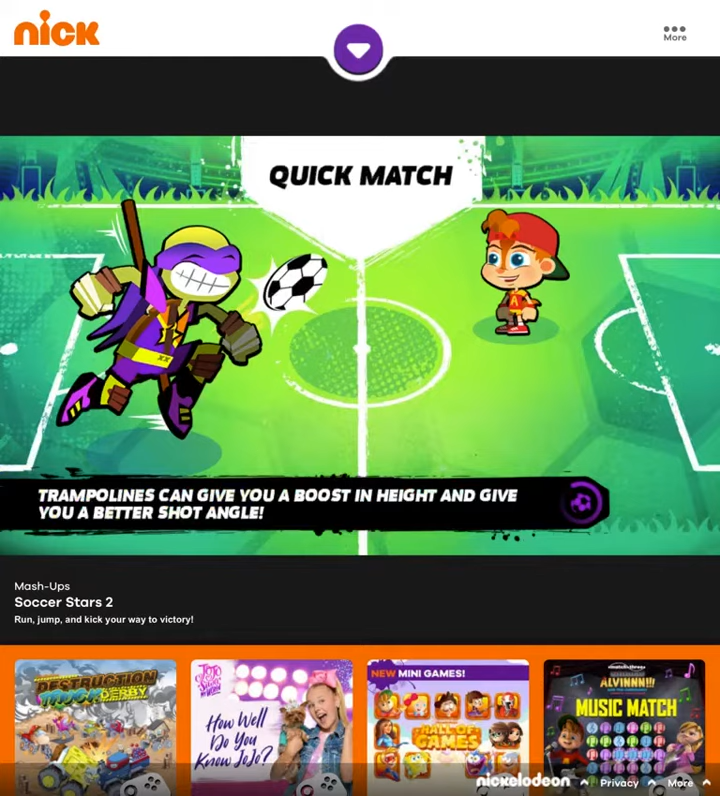 nick
More
QUICK MATCH
TRAMPOLINES CAN GIVE YOU A BOOST IN HEIGHT AND GIVE
YOU A BETTER SHOT ANGLE!
Mash-Ups
Soccer Stars 2
Run, jump, and kick your way to victory!
DESTRUCTION
TRUCK DERBY
How Well
Do You
Know JoJo?
NEW MINI GAMES!
HALL OF
GAMES
ALVINNN!!!
MUSIC MATCH
nickelodeon
Privacy
More